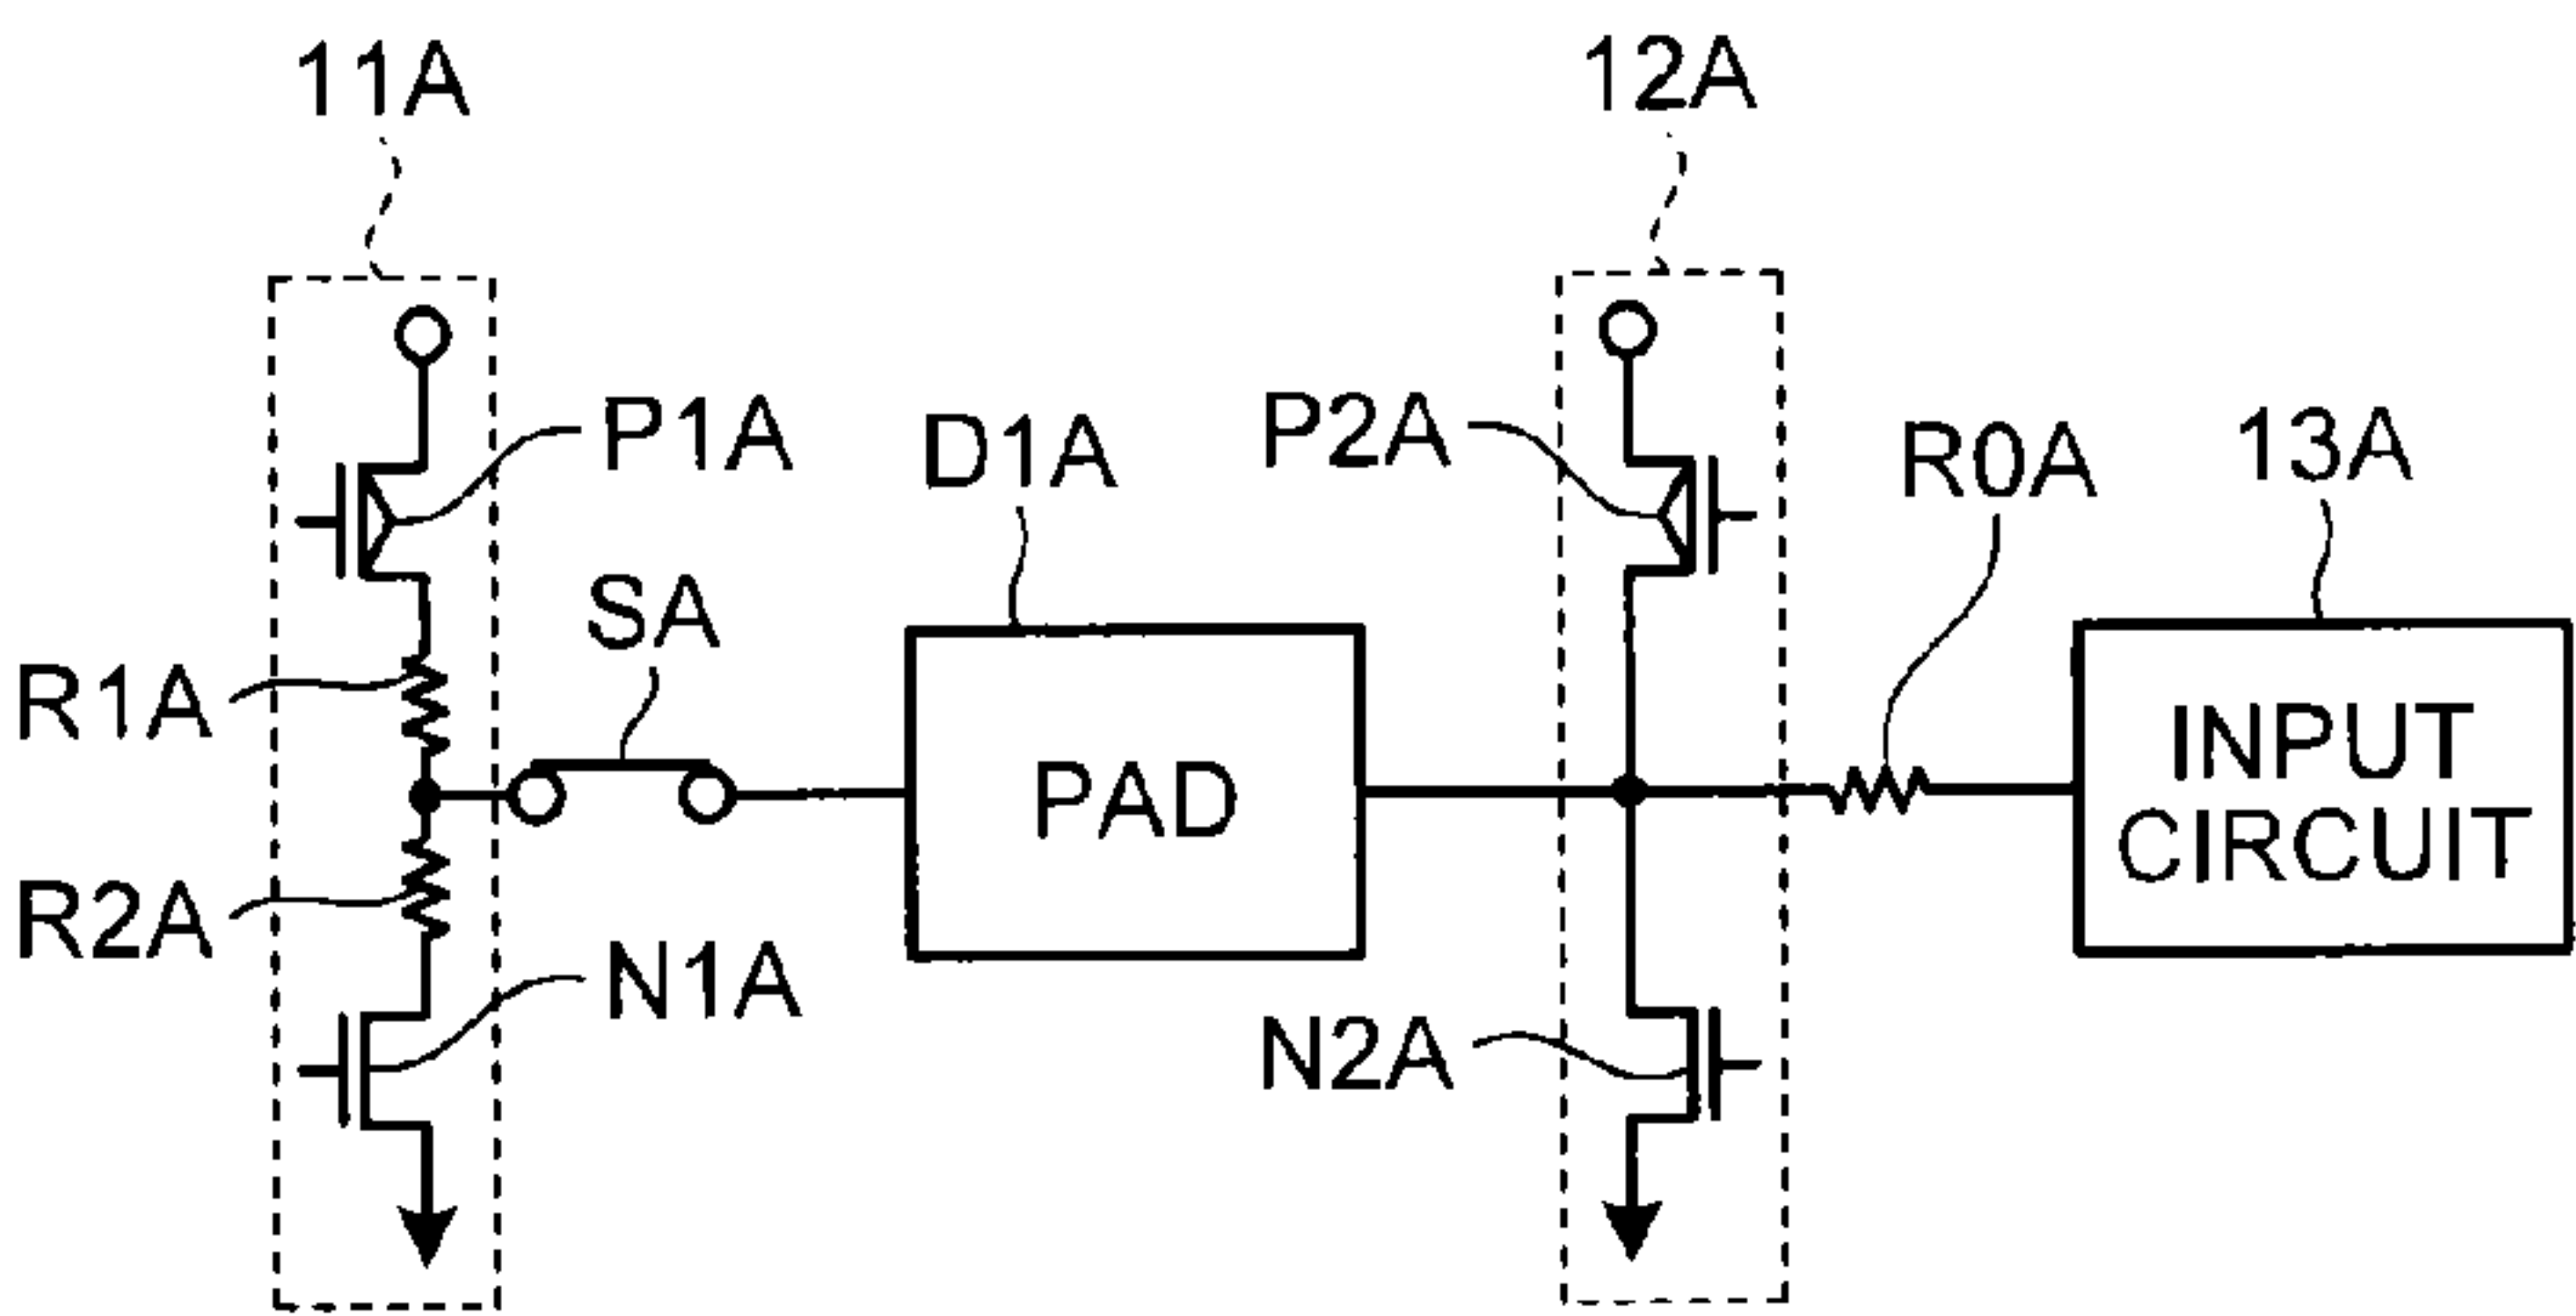 11A
12A
P1A
D1A
P2A
R0A
13A
SA
R1A
PAD
INPUT
CIRCUIT
R2A
N1A
N2A